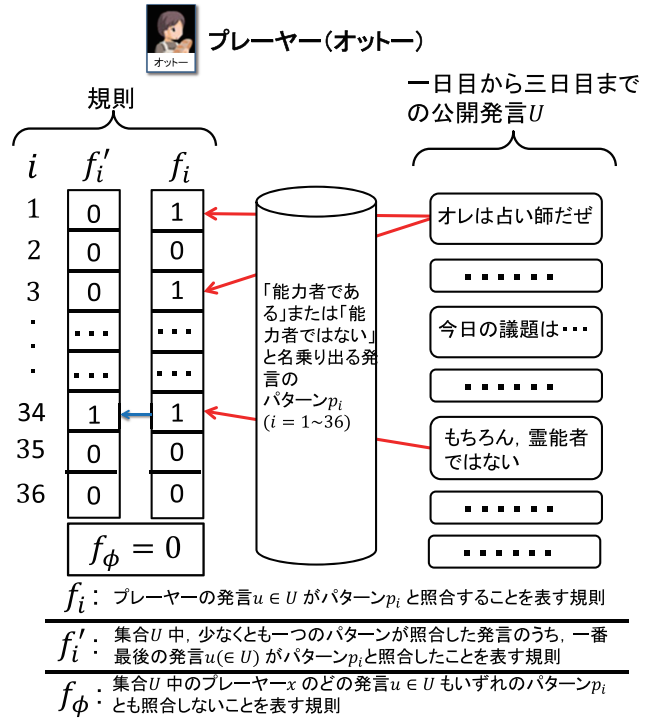 オットー
プレーヤー（オットー）
規則
一日目から三日目まで
の公開発言U
i f_i' f_i
1 0 1
2 0 0
3 0 1
・ ・・・ ・・・
・ ・・・ ・・・
・
34 1 1
35 0 0
36 0 0
f_ϕ = 0
「能力者であ
る」または「能
力者ではない」
と名乗り出る発
言の
パターンp_i
(i = 1~36)
オレは占い師だぜ
・・・・・・
今日の議題は・・・
・・・・・・
もちろん，霊能者
ではない
・・・・・・
・・・・・・
f_i： プレーヤーの発言u ∈ U がパターンp_i と照合することを表す規則
f_i'： 集合U 中，少なくとも一つのパターンが照合した発言のうち，一番
最後の発言u(∈ U) がパターンp_iと照合したことを表す規則
f_ϕ： 集合U 中のプレーヤーx のどの発言u ∈ U もいずれのパターンp_i
とも照合しないことを表す規則